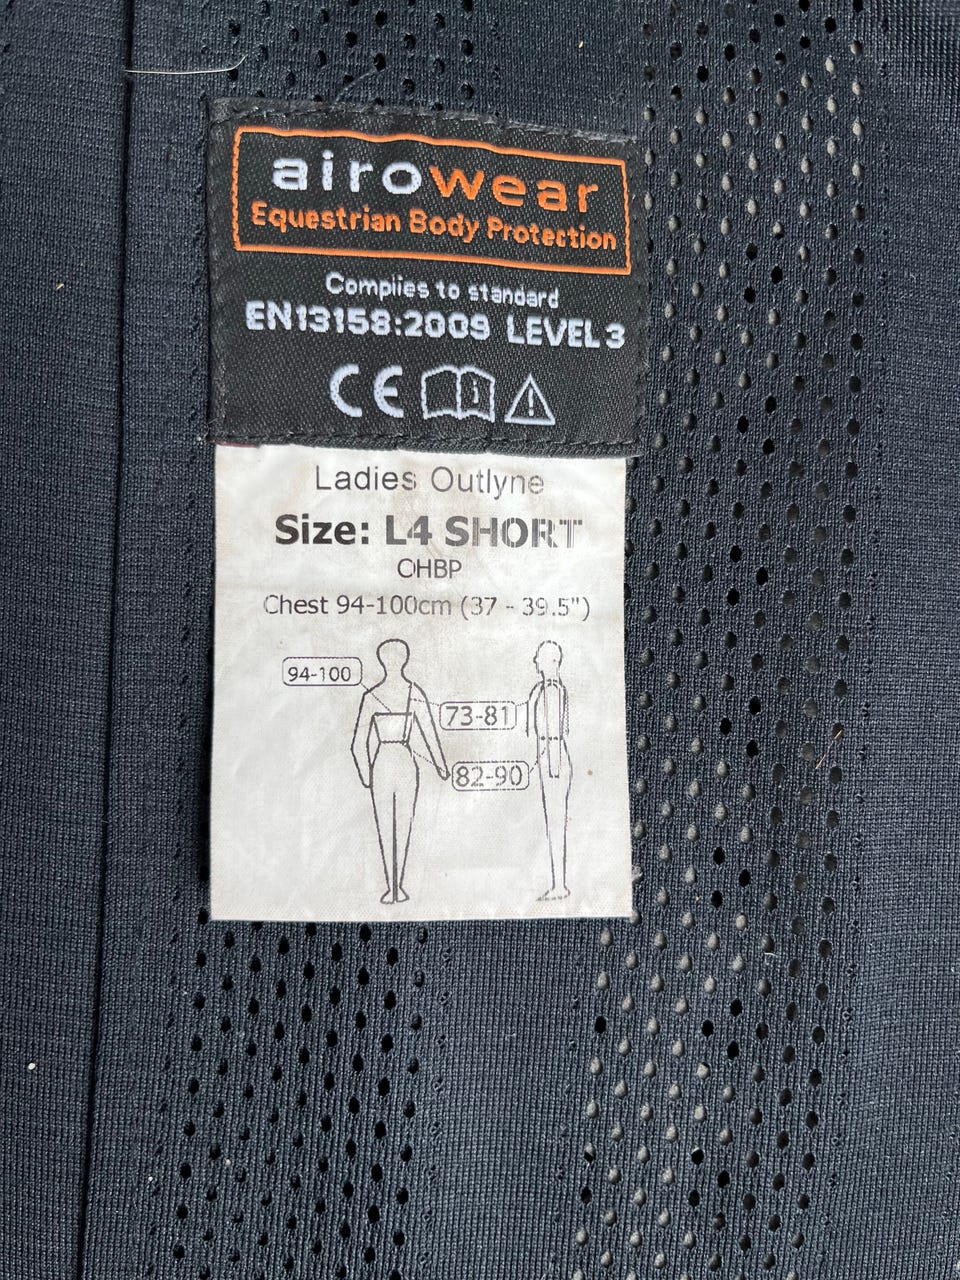 airowear
Equestrian Body Protection
Complies to standard
EN13158:2009 LEVEL 3
CE
Ladies Outlyne
Size: L4 SHORT
OHBP
Chest 94-100cm (37 - 39.5")
94-100
73-81
82-90